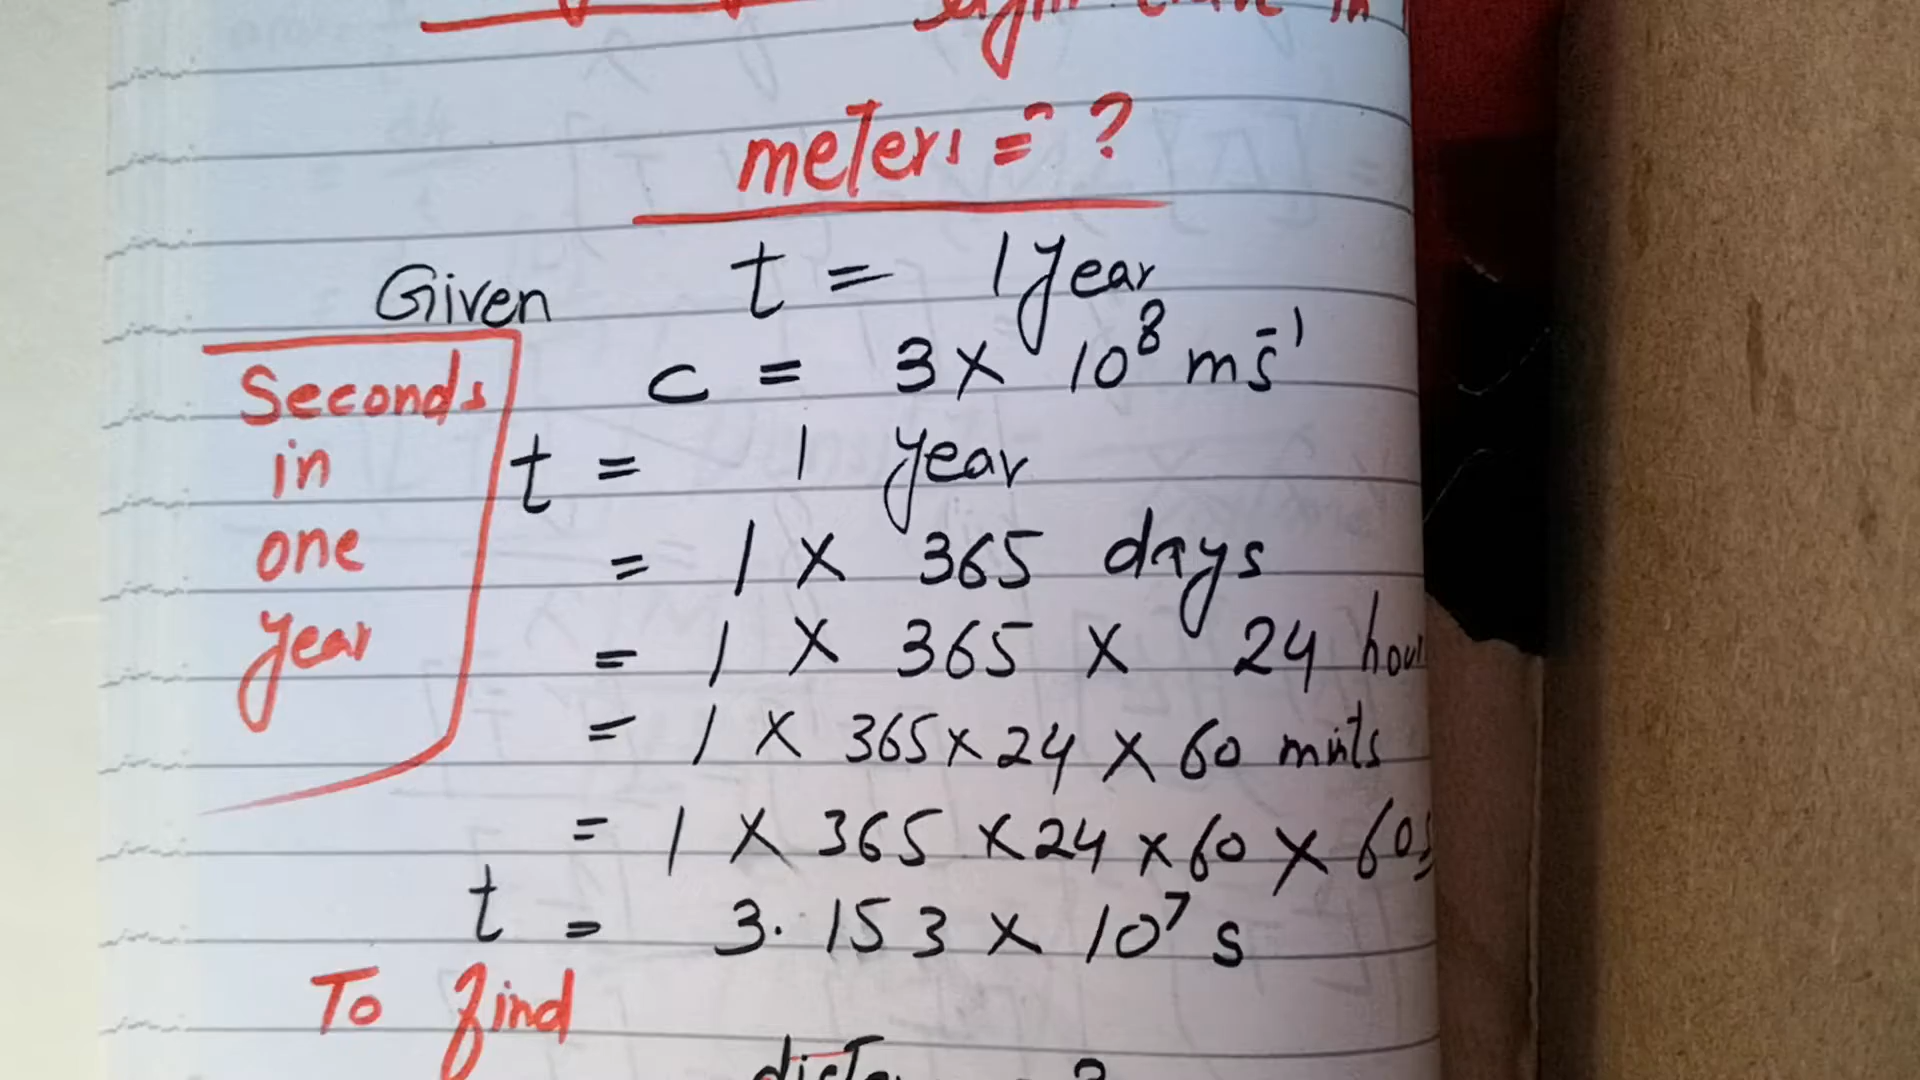 in
meters = ?
Given t = 1 year
c = 3 × 10⁸ ms⁻¹
Seconds
in
one
year
t = 1 year
= 1 × 365 days
= 1 × 365 × 24
= 1 × 365 × 24 × 60 mints
= 1 × 365 × 24 × 60 × 60s
t = 3.153 × 10⁷ s
To find